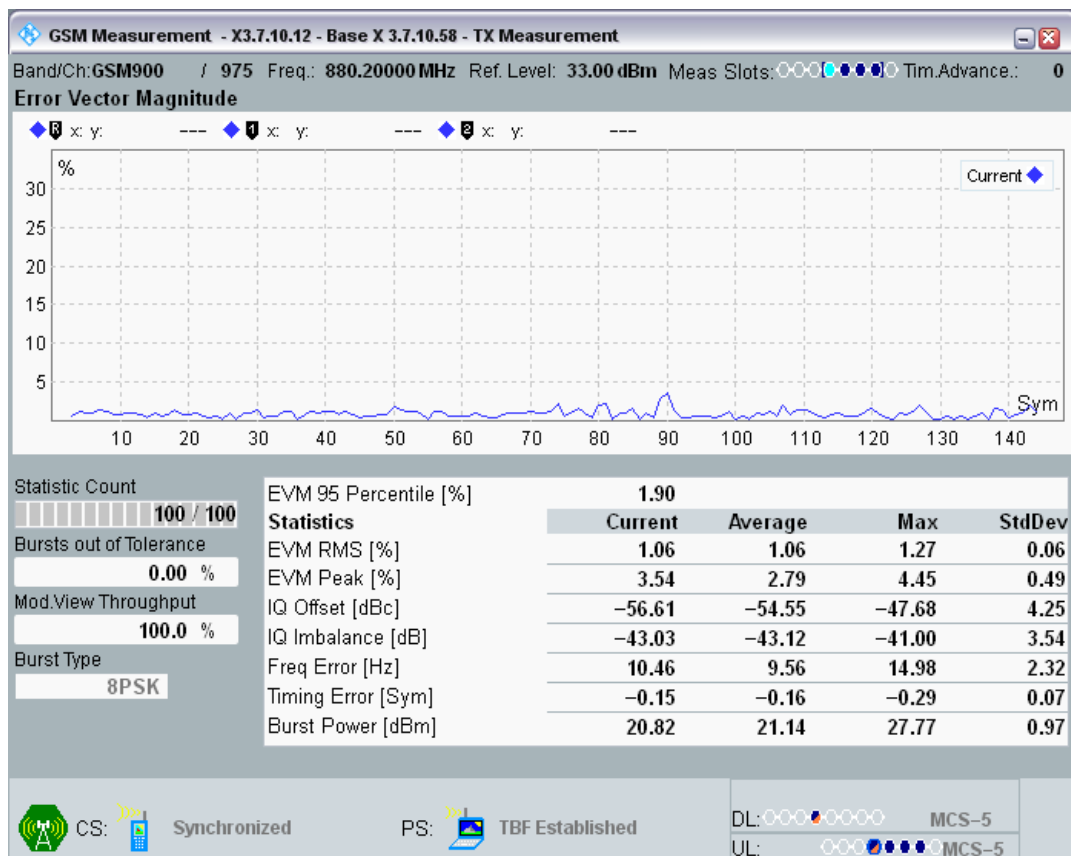 GSM Measurement - X3.7.10.12 - Base X 3.7.10.58 - TX Measurement
Band/Ch:GSM900 / 975 Freq.: 880.20000 MHz Ref. Level: 33.00 dBm Meas Slots: Tim.Advance.: 0
Error Vector Magnitude
R x: y: --- 1 x: y: --- 2 x: y: ---
%
Current
30
25
20
15
10
5
Sym
10 20 30 40 50 60 70 80 90 100 110 120 130 140
Statistic Count
100 / 100
Bursts out of Tolerance
0.00 %
Mod.View Throughput
100.0 %
Burst Type
8PSK
EVM 95 Percentile [%] 1.90
Statistics Current Average Max StdDev
EVM RMS [%] 1.06 1.06 1.27 0.06
EVM Peak [%] 3.54 2.79 4.45 0.49
IQ Offset [dBc] −56.61 −54.55 −47.68 4.25
IQ Imbalance [dB] −43.03 −43.12 −41.00 3.54
Freq Error [Hz] 10.46 9.56 14.98 2.32
Timing Error [Sym] −0.15 −0.16 −0.29 0.07
Burst Power [dBm] 20.82 21.14 27.77 0.97
CS: Synchronized PS: TBF Established
DL: MCS−5
UL: MCS−5